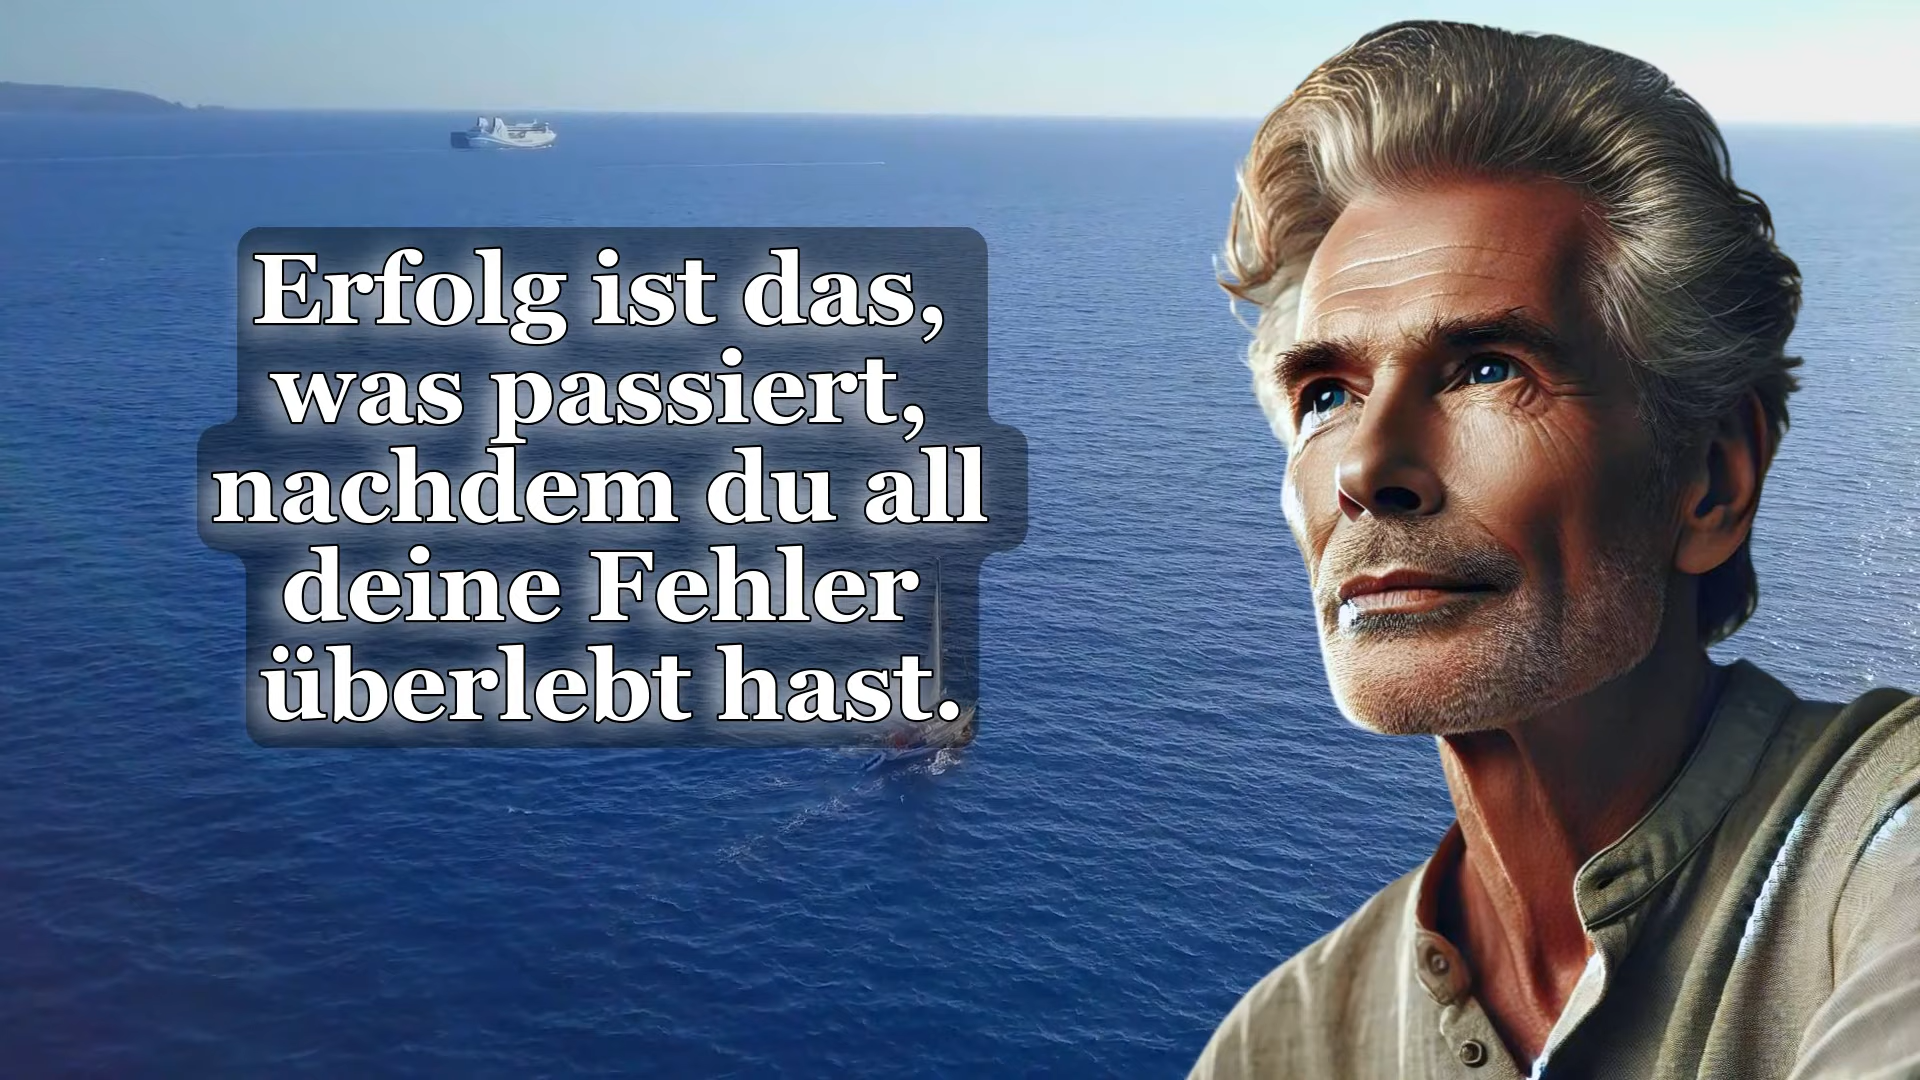 Erfolg ist das,
was passiert,
nachdem du all
deine Fehler
überlebt hast.